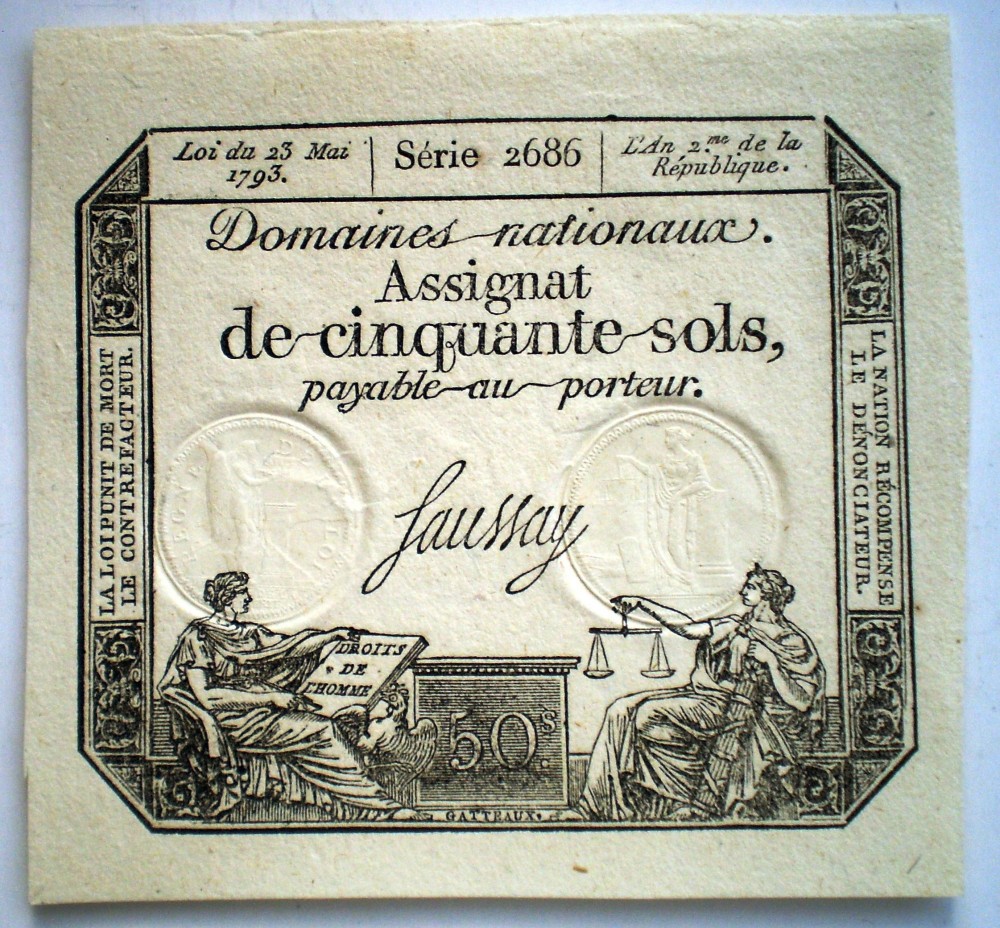 Loi du 23 Mai
1793.
Série 2686
L'An 2.me de la
République.
Domaines nationaux.
Assignat
de cinquante sols,
payable au porteur.
LA LOI PUNIT DE MORT
LE CONTREFACTEUR.
LA NATION RÉCOMPENSE
LE DÉNONCIATEUR.
Saussay
DROITS
DE
L'HOMME
50.s
GATTEAUX.